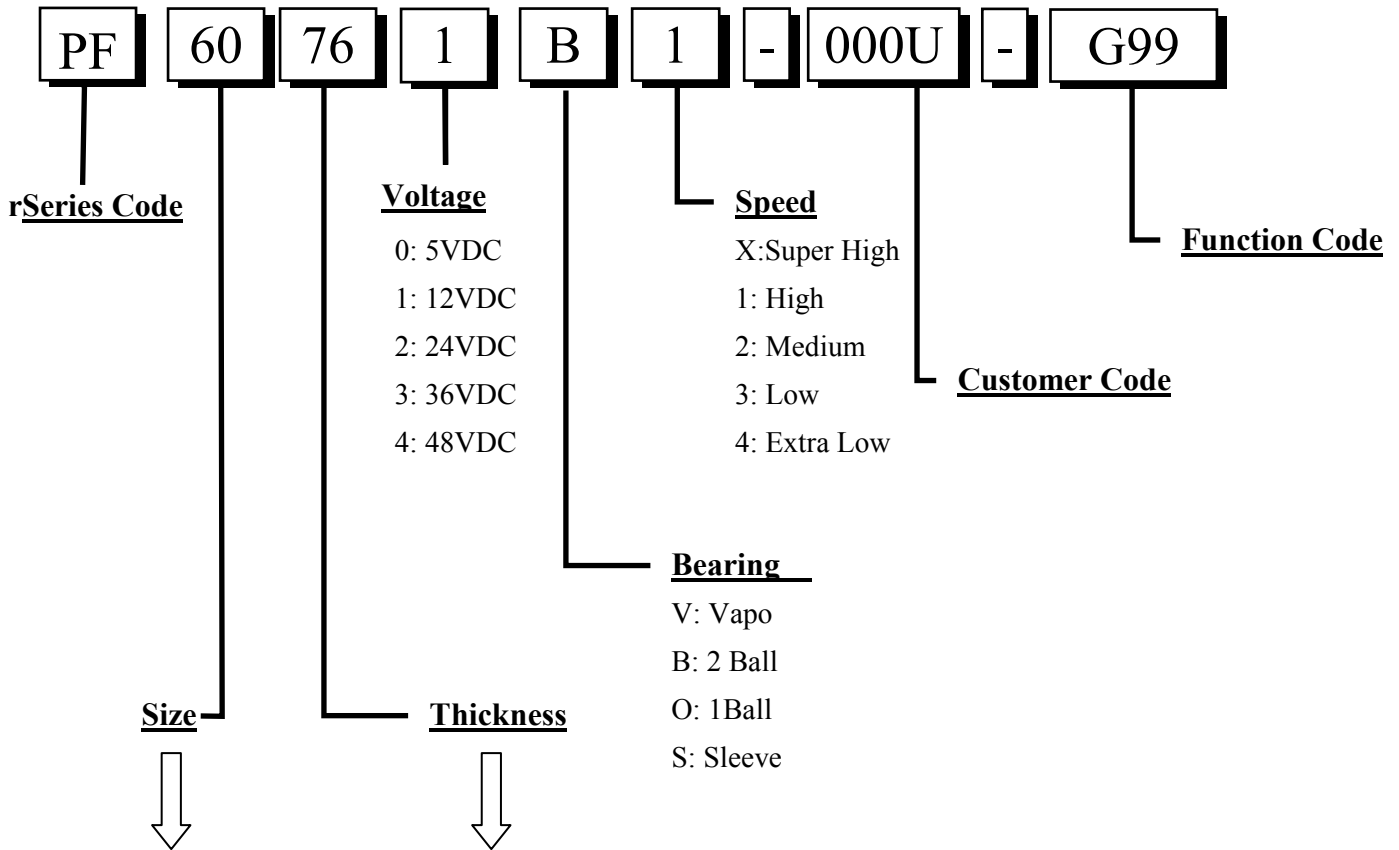 PF 60 76 1 B 1 - 000U - G99
rSeries Code
Voltage
0: 5VDC
1: 12VDC
2: 24VDC
3: 36VDC
4: 48VDC
Speed
X:Super High
1: High
2: Medium
3: Low
4: Extra Low
Function Code
Customer Code
Bearing
V: Vapo
B: 2 Ball
O: 1Ball
S: Sleeve
Size
Thickness